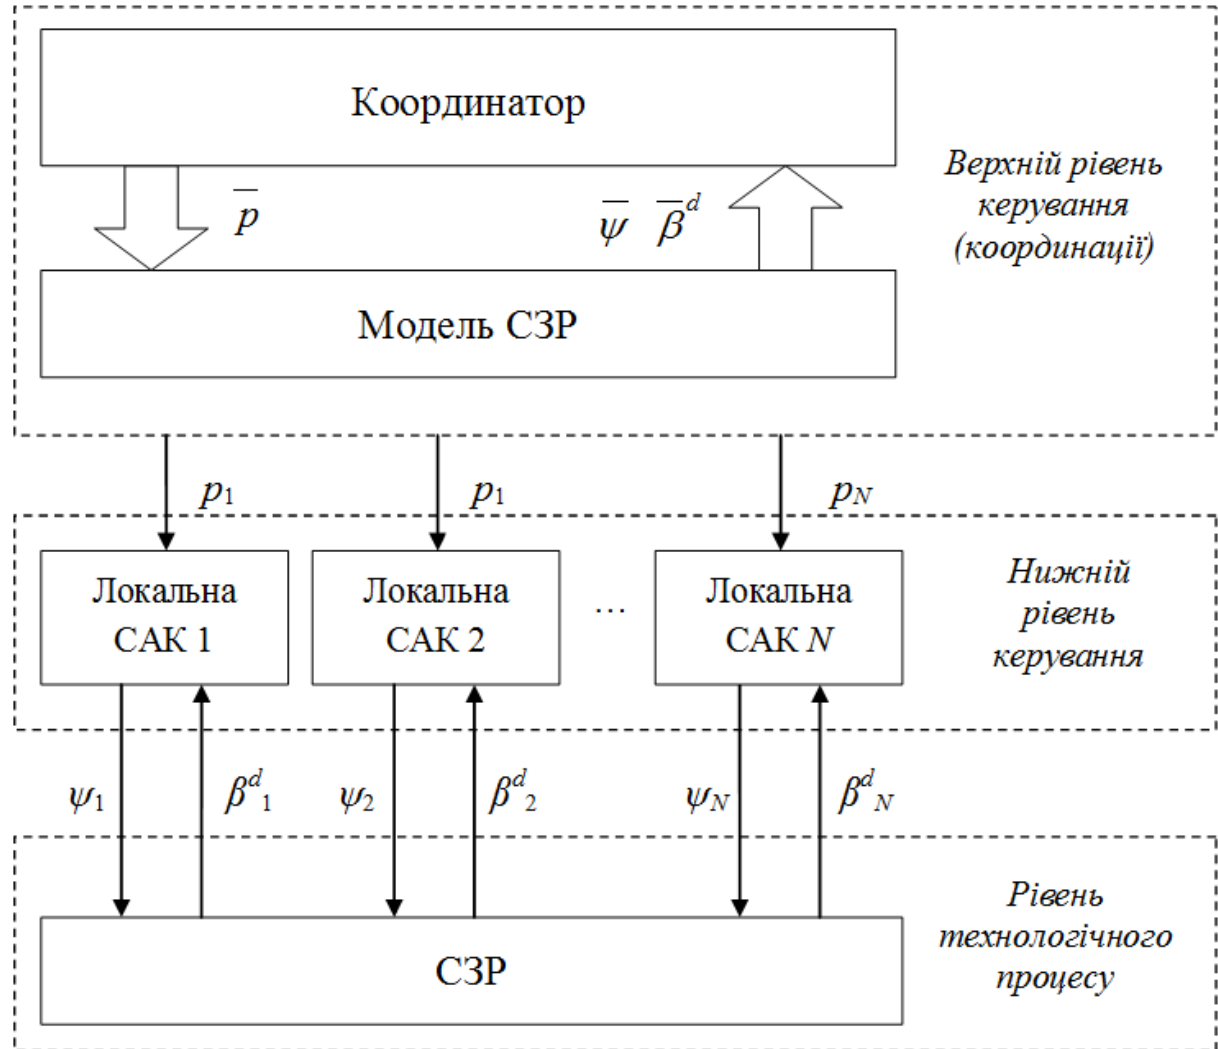 Координатор
p̅
ψ̅ β̅ᵈ
Верхній рівень
керування
(координації)
Модель СЗР
p₁
p₁
p_N
Локальна
САК 1
Локальна
САК 2
...
Локальна
САК N
Нижній
рівень
керування
ψ₁
βᵈ₁
ψ₂
βᵈ₂
ψ_N
βᵈ_N
СЗР
Рівень
технологічного
процесу